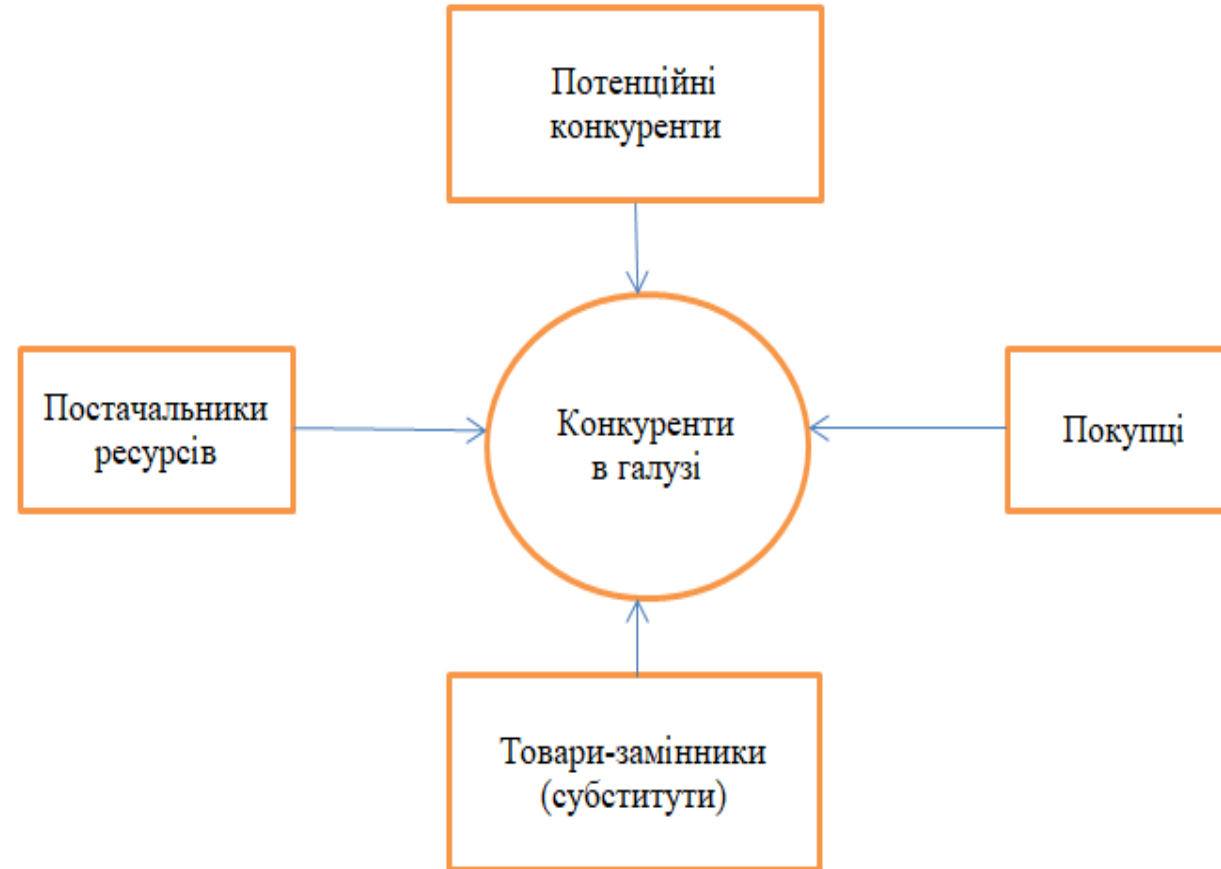 Потенційні
конкуренти
Постачальники
ресурсів
Конкуренти
в галузі
Покупці
Товари-замінники
(субститути)